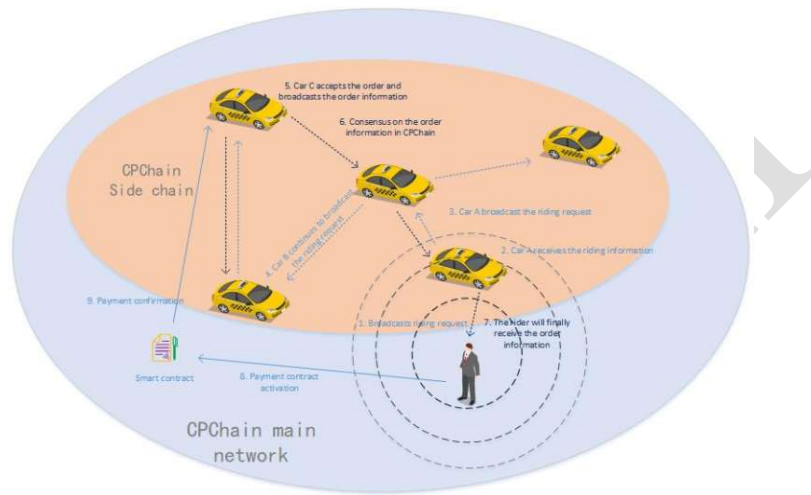 5. Car C accepts the order and
broadcasts the order information
6. Consensus on the order
information in CPChain
CPChain
Side chain
3. Car A broadcast the riding request
4. Car B continues to broadcast
the riding request
2. Car A receives the riding information
9. Payment confirmation
1. Broadcasts riding request
7. The rider will finally
receive the order
information
Smart contract
8. Payment contract
activation
CPChain main
network